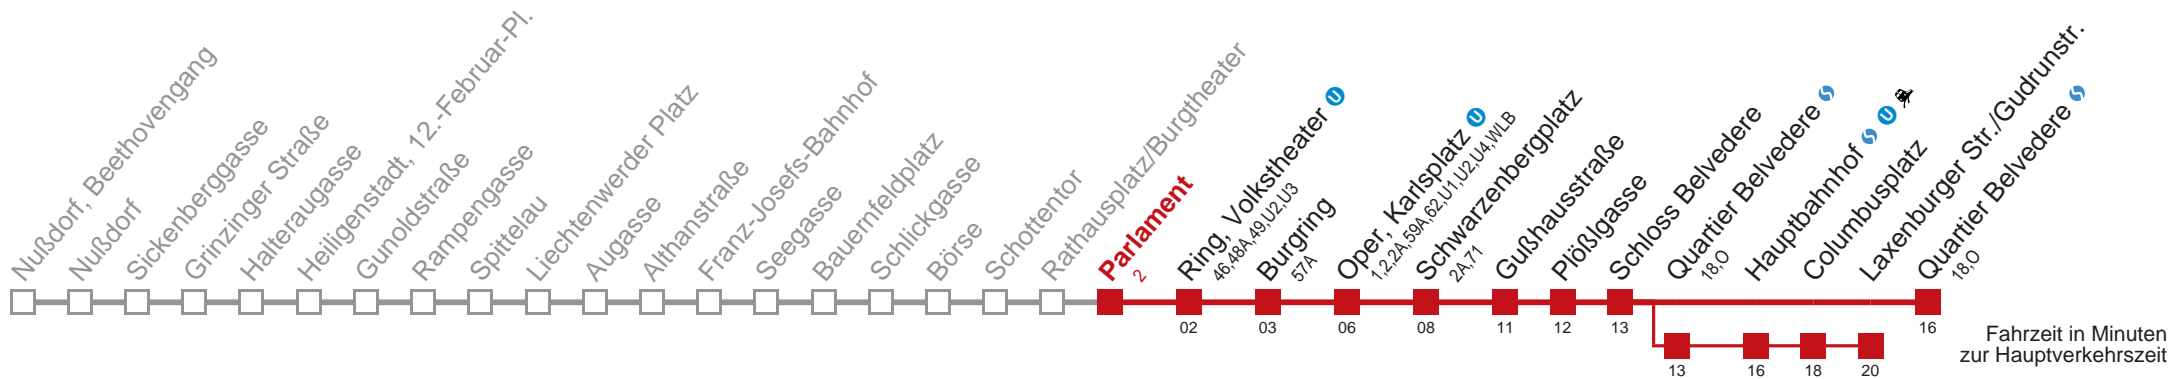 Nußdorf, Beethovengang
Nußdorf
Sickenberggasse
Grinzinger Straße
Halteraugasse
Heiligenstadt, 12.-Februar-Pl.
Gunoldstraße
Rampengasse
Spittelau
Liechtenwerder Platz
Augasse
Althanstraße
Franz-Josefs-Bahnhof
Seegasse
Bauernfeldplatz
Schlickgasse
Börse
Schottentor
Rathausplatz/Burgtheater
Parlament
2
Ring, Volkstheater U
46,48A,49,U2,U3
Burgring
57A
Oper, Karlsplatz U
1,2,2A,59A,62,U1,U2,U4,WLB
Schwarzenbergplatz
2A,71
Gußhausstraße
Plößlgasse
Schloss Belvedere
Quartier Belvedere S
18,O
Hauptbahnhof S U
Columbusplatz
Laxenburger Str./Gudrunstr.
Quartier Belvedere S
18,O
02 03 06 08 11 12 13 16
13 16 18 20
Fahrzeit in Minuten
zur Hauptverkehrszeit